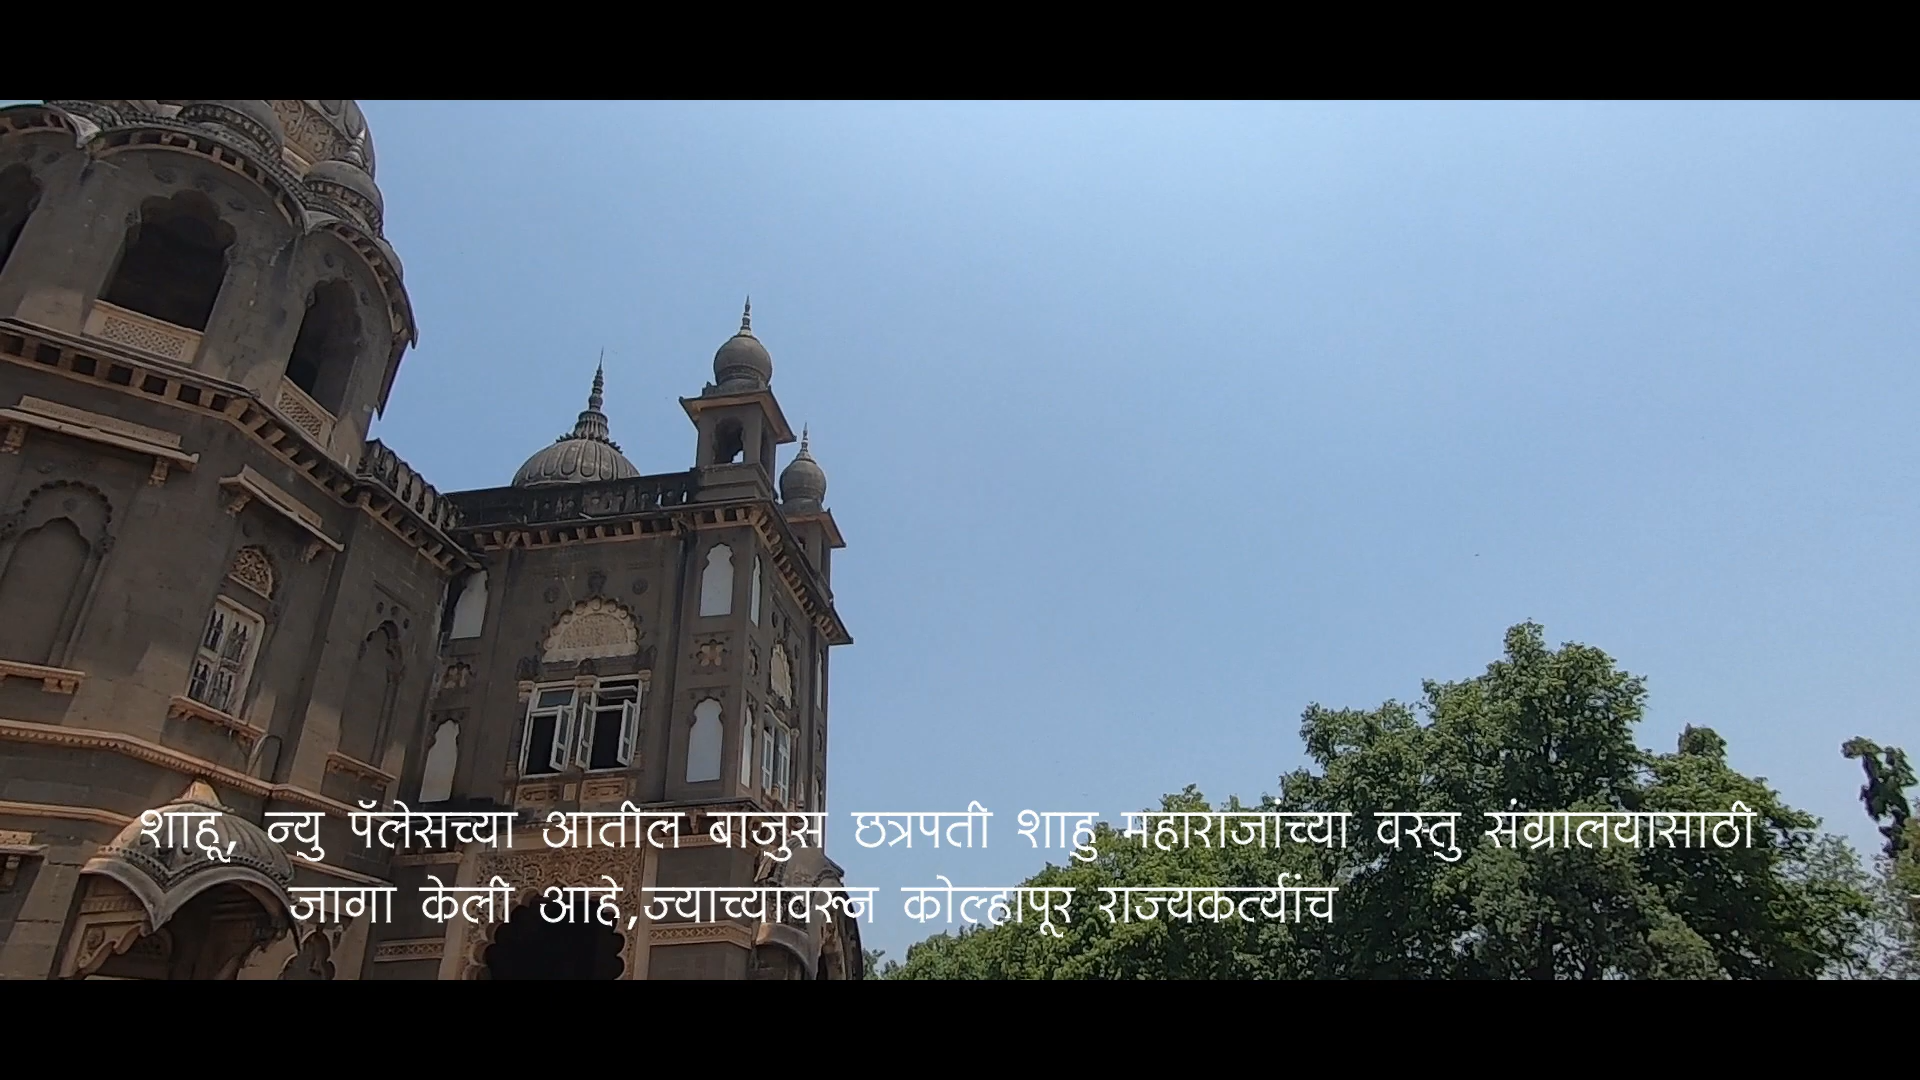 शाहू, न्यु पॅलेसच्या आतील बाजुस छत्रपती शाहु महाराजांच्या वस्तु संग्रालयासाठी
जागा केली आहे,ज्याच्यावरून कोल्हापूर राज्यकर्त्यांच